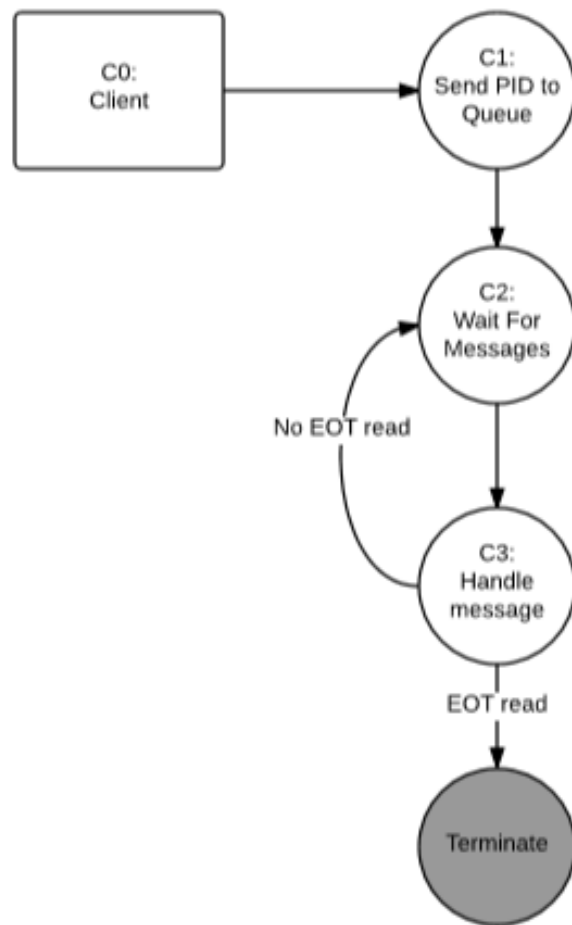 C0:
Client
C1:
Send PID to
Queue
C2:
Wait For
Messages
No EOT read
C3:
Handle
message
EOT read
Terminate